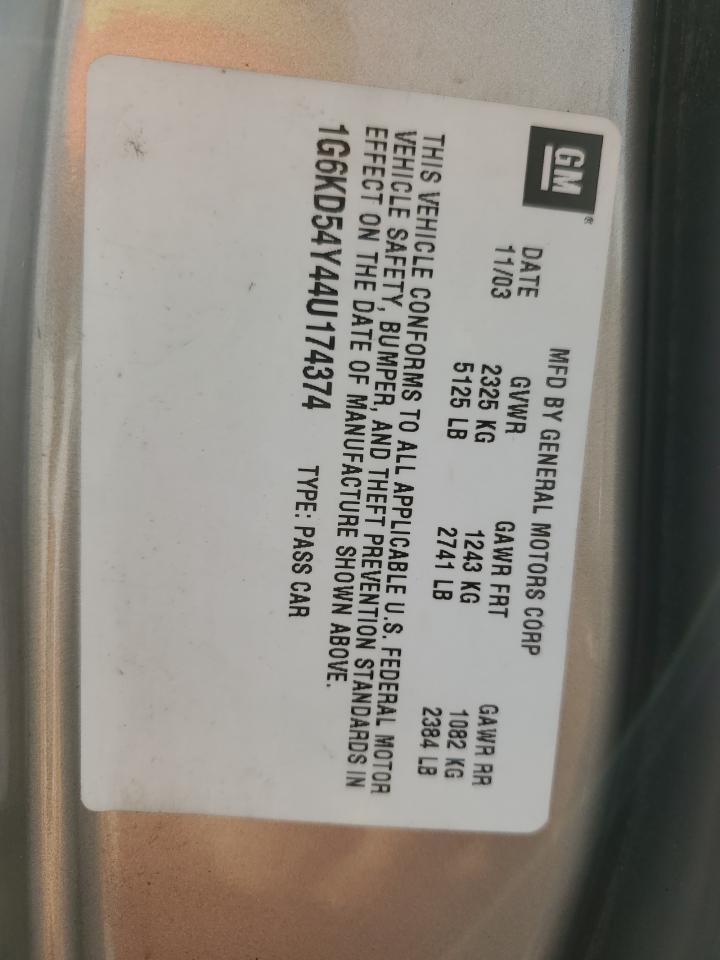 GM®
MFD BY GENERAL MOTORS CORP
DATE GVWR GAWR FRT GAWR RR
11/03 2325 KG 1243 KG 1082 KG
5125 LB 2741 LB 2384 LB
THIS VEHICLE CONFORMS TO ALL APPLICABLE U.S. FEDERAL MOTOR
VEHICLE SAFETY, BUMPER, AND THEFT PREVENTION STANDARDS IN
EFFECT ON THE DATE OF MANUFACTURE SHOWN ABOVE.
1G6KD54Y44U174374 TYPE: PASS CAR